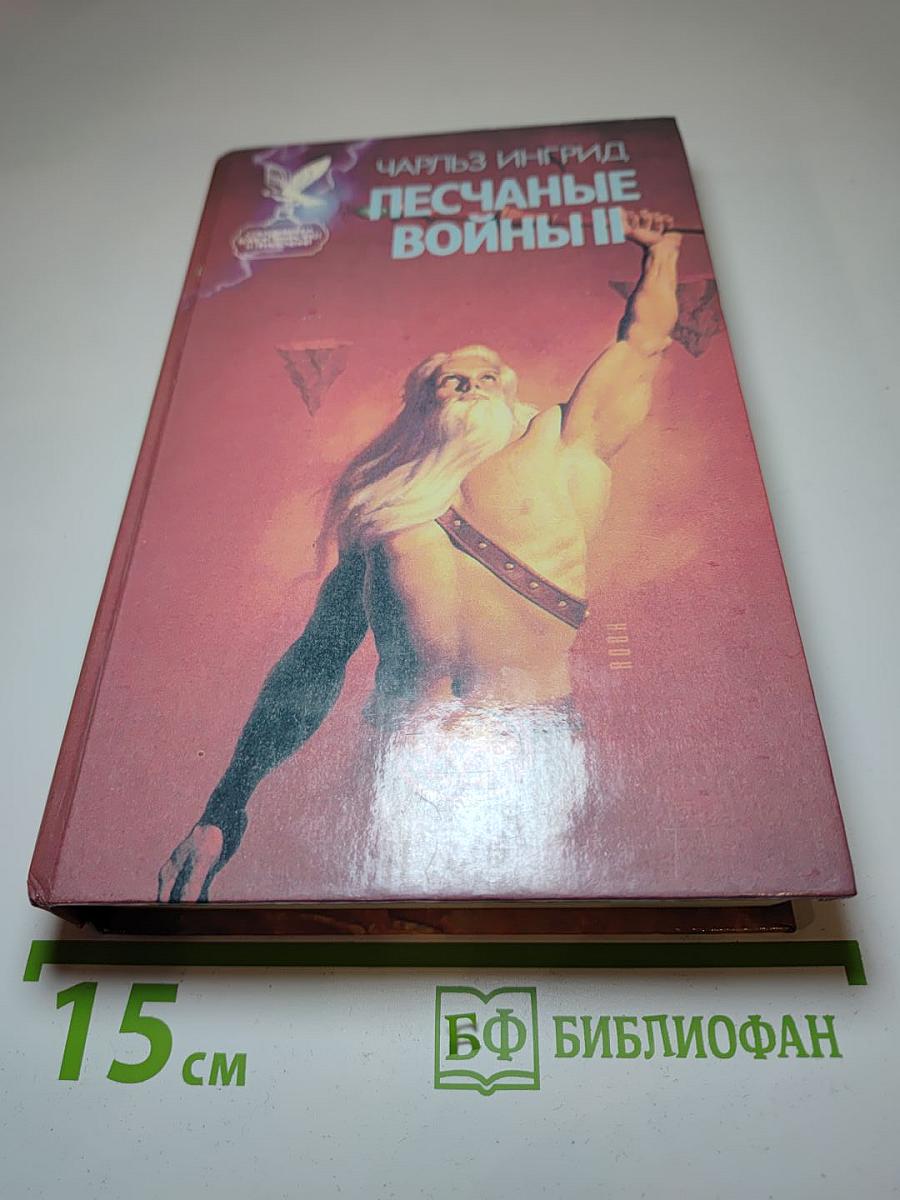 ЧАРЛЬЗ ИНГРИД
ПЕСЧАНЫЕ
ВОЙНЫ II
15 см
БФ БИБЛИОФАН